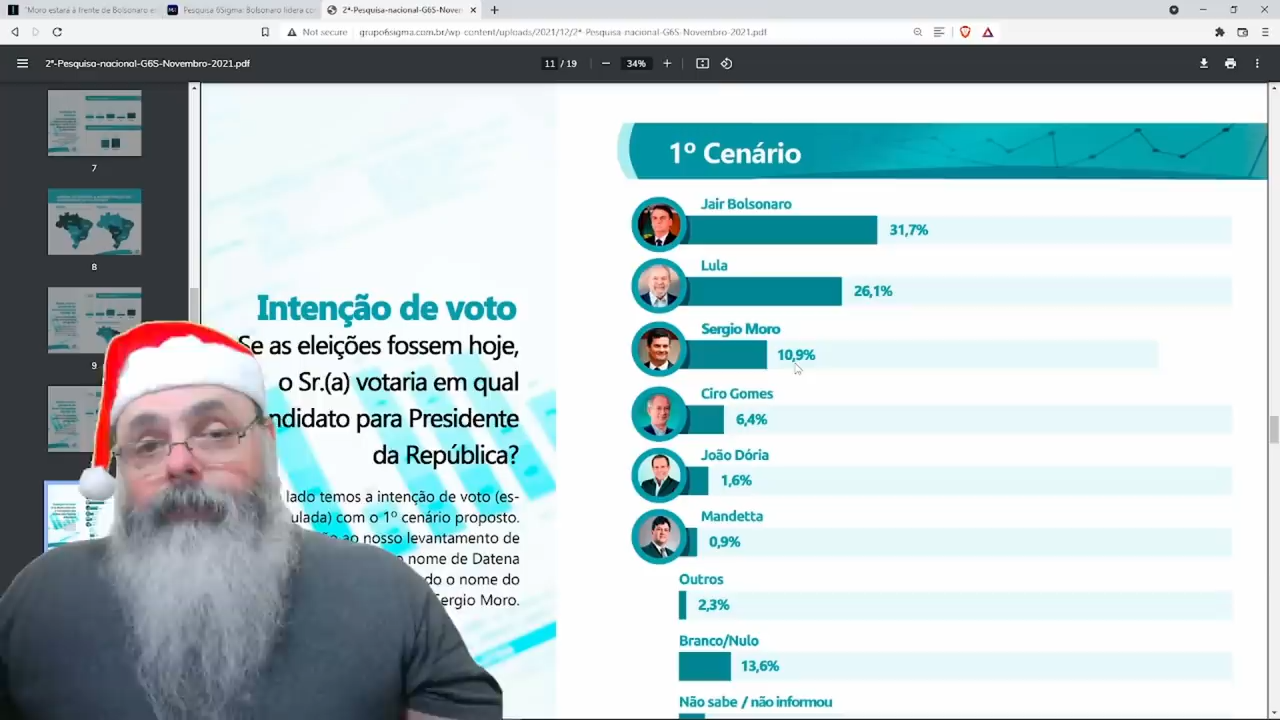 "Moro estará à frente de Bolsonaro e
Pesquisa 6Sigma: Bolsonaro lidera co
2ª-Pesquisa-nacional-G6S-Novem
Not secure
grupo6sigma.com.br/wp-content/uploads/2021/12/2ª-Pesquisa-nacional-G6S-Novembro-2021.pdf
2ª-Pesquisa-nacional-G6S-Novembro-2021.pdf
11 / 19
34%
7
8
9
Intenção de voto
Se as eleições fossem hoje,
o Sr.(a) votaria em qual
ndidato para Presidente
da República?
lado temos a intenção de voto (es-
ulada) com o 1º cenário proposto.
ao nosso levantamento de
nome de Datena
do o nome do
Sergio Moro.
1º Cenário
Jair Bolsonaro
31,7%
Lula
26,1%
Sergio Moro
10,9%
Ciro Gomes
6,4%
João Dória
1,6%
Mandetta
0,9%
Outros
2,3%
Branco/Nulo
13,6%
Não sabe / não informou